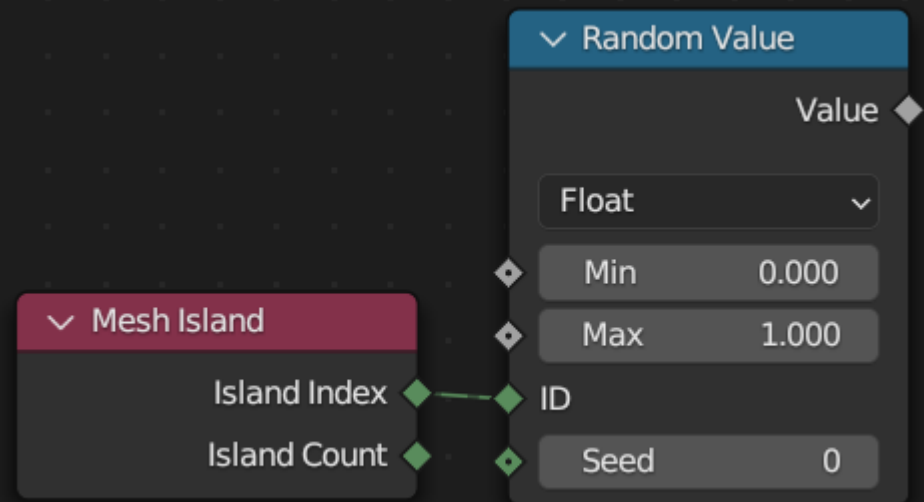 Random Value
Value
Float
Min 0.000
Max 1.000
ID
Seed 0
Mesh Island
Island Index
Island Count